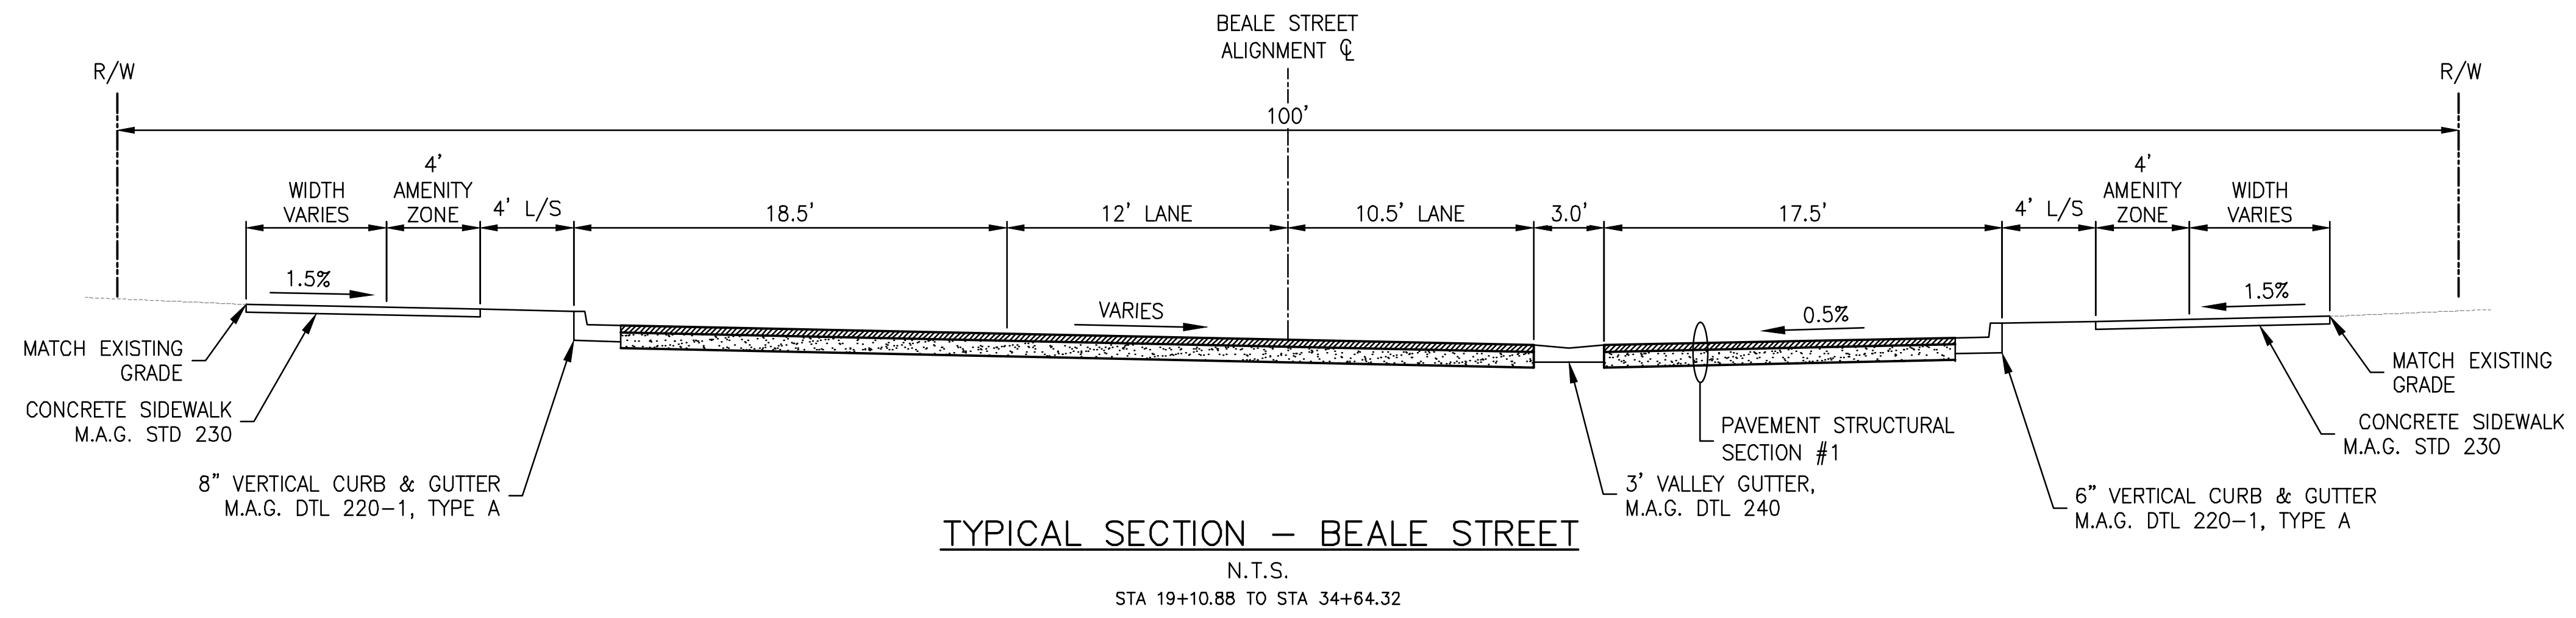 BEALE STREET
ALIGNMENT ℄
R/W
R/W
100'
WIDTH
VARIES
4'
AMENITY
ZONE
4' L/S
18.5'
12' LANE
10.5' LANE
3.0'
17.5'
4' L/S
4'
AMENITY
ZONE
WIDTH
VARIES
1.5%
VARIES
0.5%
1.5%
MATCH EXISTING
GRADE
CONCRETE SIDEWALK
M.A.G. STD 230
8" VERTICAL CURB & GUTTER
M.A.G. DTL 220-1, TYPE A
PAVEMENT STRUCTURAL
SECTION #1
3' VALLEY GUTTER,
M.A.G. DTL 240
MATCH EXISTING
GRADE
CONCRETE SIDEWALK
M.A.G. STD 230
6" VERTICAL CURB & GUTTER
M.A.G. DTL 220-1, TYPE A
TYPICAL SECTION - BEALE STREET
N.T.S.
STA 19+10.88 TO STA 34+64.32